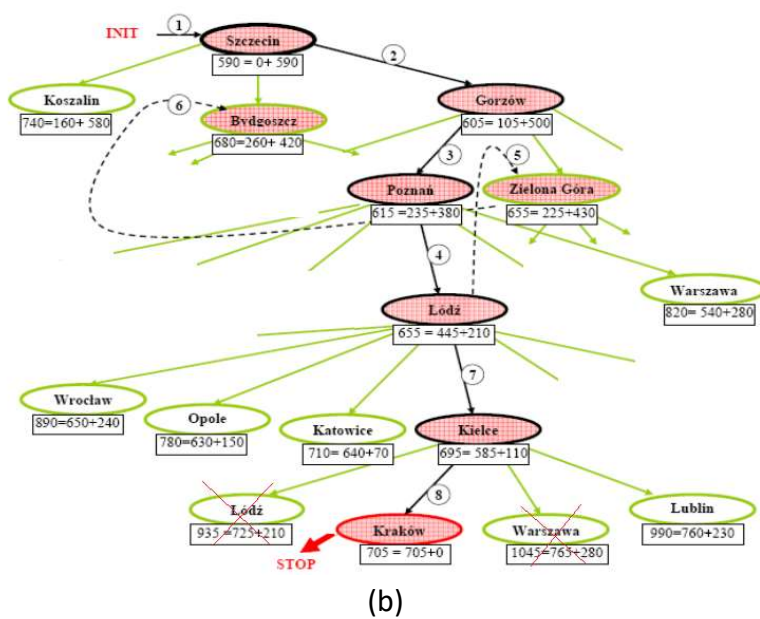 INIT
1
Szczecin
590 = 0+ 590
2
Koszalin
740=160+ 580
6
Bydgoszcz
680=260+ 420
Gorzów
605= 105+500
3
5
Poznań
615 =235+380
Zielona Góra
655= 225+430
4
Warszawa
820= 540+280
Łódź
655 = 445+210
7
Wrocław
890=650+240
Opole
780=630+150
Katowice
710= 640+70
Kielce
695= 585+110
8
Łódź
935 =725+210
Kraków
705 = 705+0
Warszawa
1045=765+280
Lublin
990=760+230
STOP
(b)